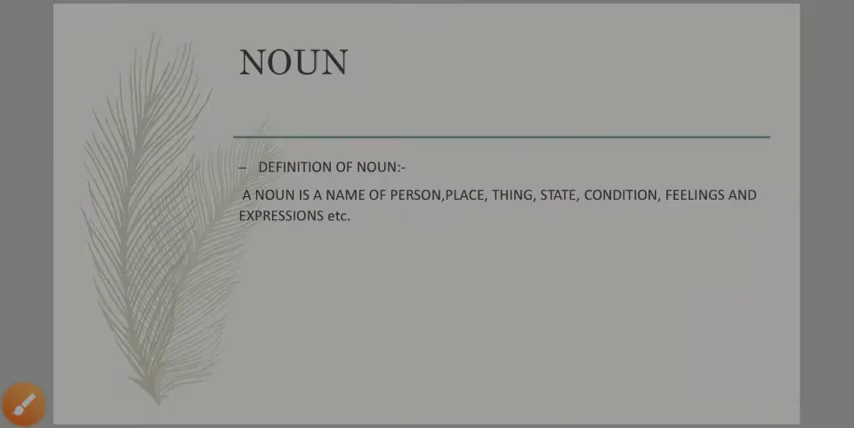 NOUN
– DEFINITION OF NOUN:-
A NOUN IS A NAME OF PERSON,PLACE, THING, STATE, CONDITION, FEELINGS AND
EXPRESSIONS etc.